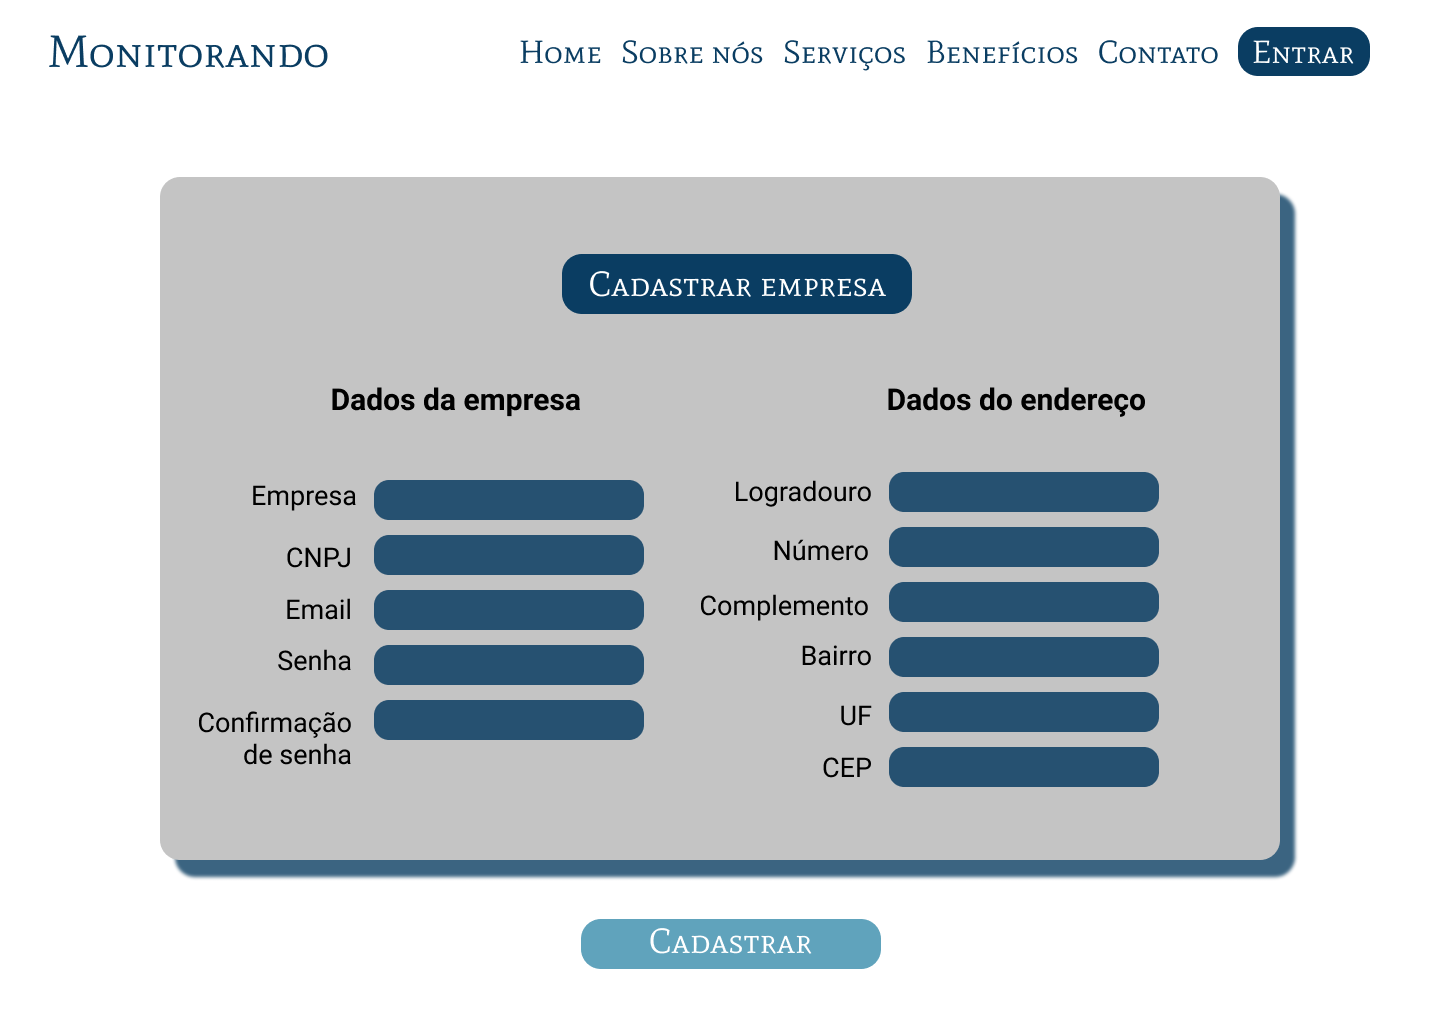 Monitorando
Home Sobre nós Serviços Benefícios Contato Entrar
Cadastrar empresa
Dados da empresa
Empresa
CNPJ
Email
Senha
Confirmação
de senha
Dados do endereço
Logradouro
Número
Complemento
Bairro
UF
CEP
Cadastrar